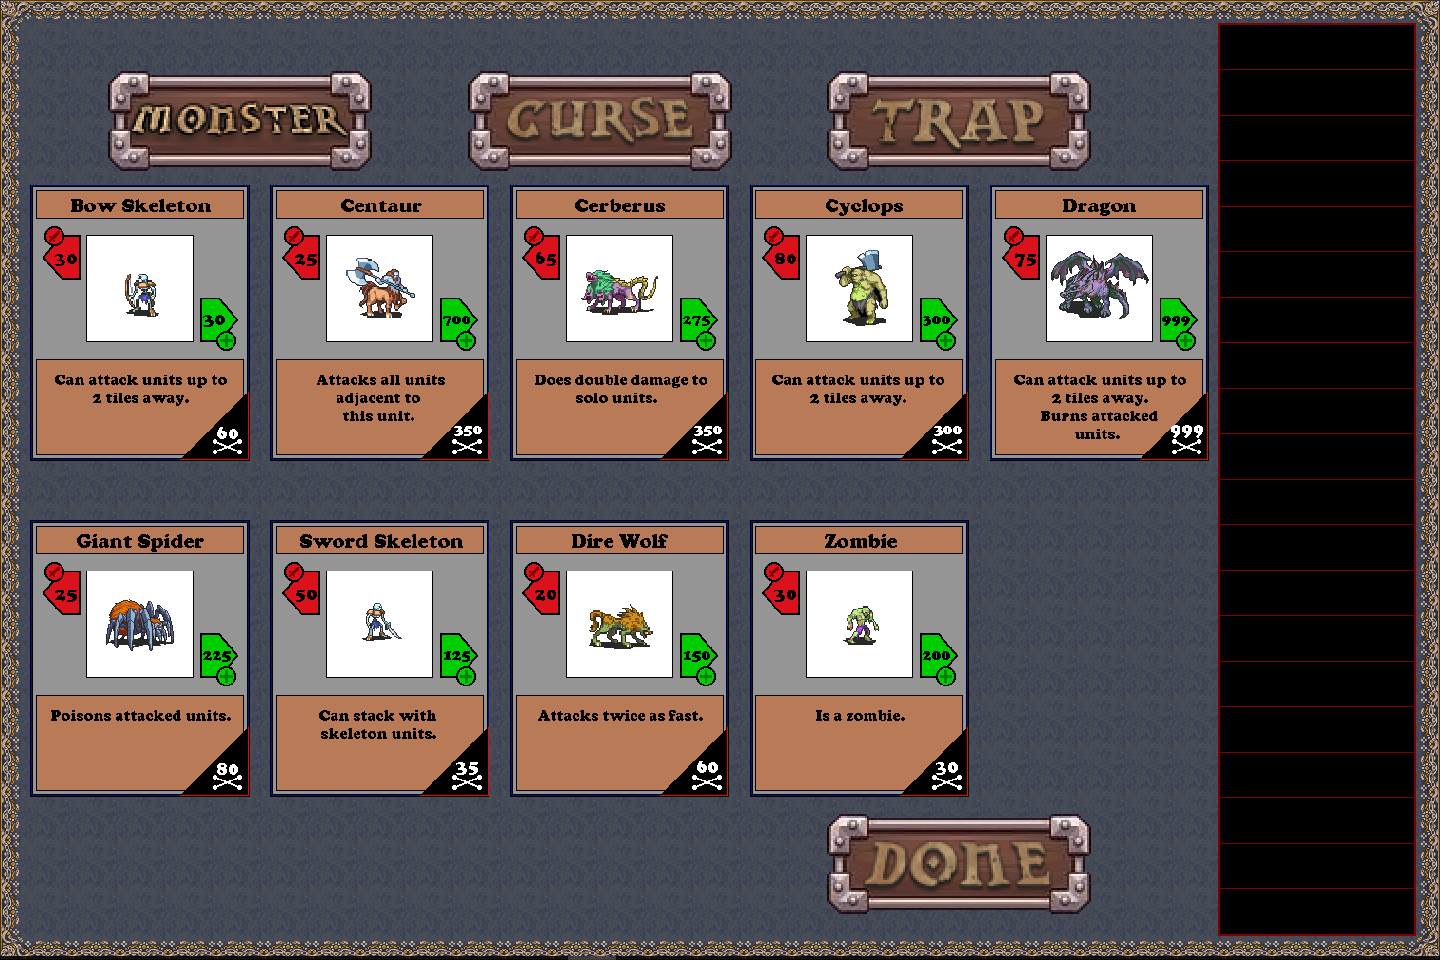 MONSTER
CURSE
TRAP
Bow Skeleton
30
30
Can attack units up to
2 tiles away.
60
Centaur
25
700
Attacks all units
adjacent to
this unit.
350
Cerberus
65
275
Does double damage to
solo units.
350
Cyclops
80
300
Can attack units up to
2 tiles away.
300
Dragon
75
999
Can attack units up to
2 tiles away.
Burns attacked
units.
999
Giant Spider
25
225
Poisons attacked units.
80
Sword Skeleton
50
125
Can stack with
skeleton units.
35
Dire Wolf
20
150
Attacks twice as fast.
60
Zombie
30
200
Is a zombie.
30
DONE